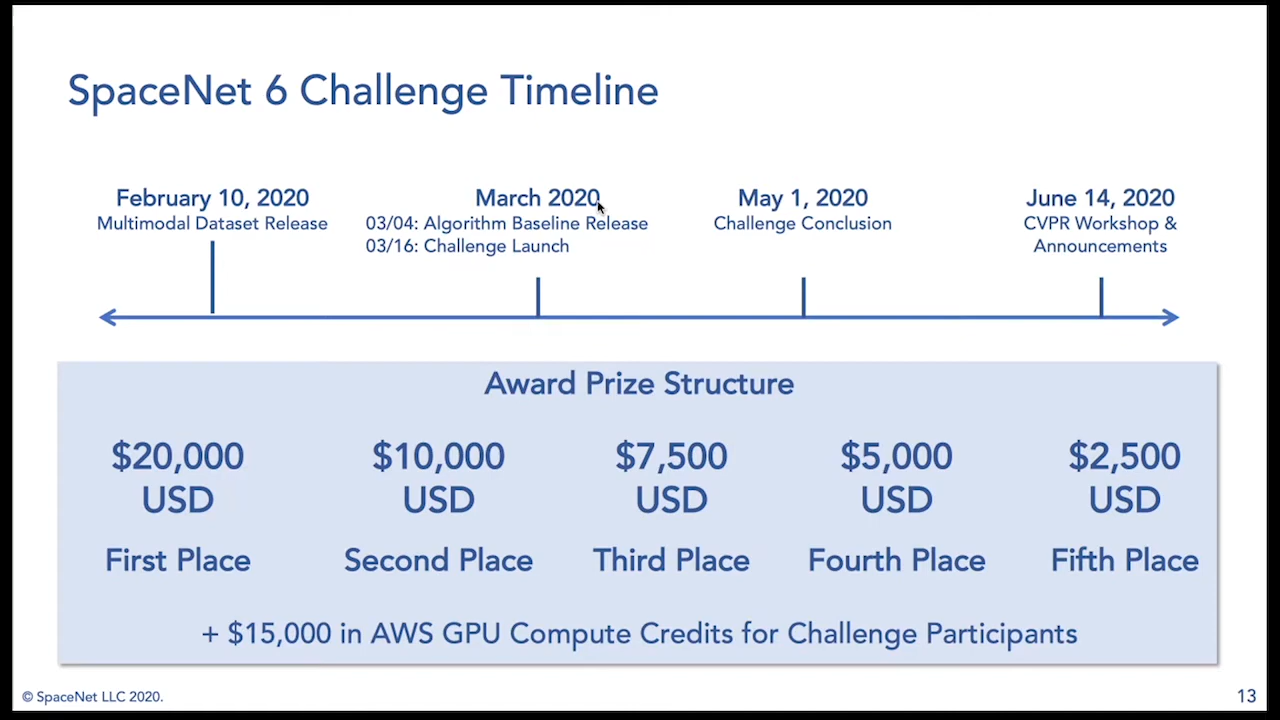 SpaceNet 6 Challenge Timeline
February 10, 2020
Multimodal Dataset Release
March 2020
03/04: Algorithm Baseline Release
03/16: Challenge Launch
May 1, 2020
Challenge Conclusion
June 14, 2020
CVPR Workshop &
Announcements
Award Prize Structure
$20,000
USD
First Place
$10,000
USD
Second Place
$7,500
USD
Third Place
$5,000
USD
Fourth Place
$2,500
USD
Fifth Place
+ $15,000 in AWS GPU Compute Credits for Challenge Participants
© SpaceNet LLC 2020.
13